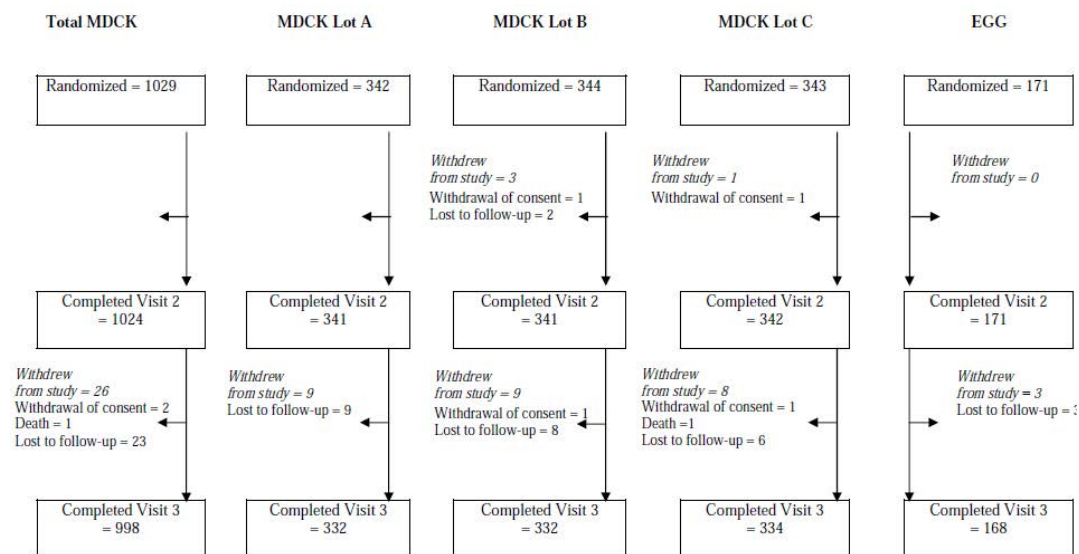 Total MDCK
MDCK Lot A
MDCK Lot B
MDCK Lot C
EGG
Randomized = 1029
Randomized = 342
Randomized = 344
Randomized = 343
Randomized = 171
Withdrew
from study = 3
Withdrawal of consent = 1
Lost to follow-up = 2
Withdrew
from study = 1
Withdrawal of consent = 1
Withdrew
from study = 0
Completed Visit 2
= 1024
Completed Visit 2
= 341
Completed Visit 2
= 341
Completed Visit 2
= 342
Completed Visit 2
= 171
Withdrew
from study = 26
Withdrawal of consent = 2
Death = 1
Lost to follow-up = 23
Withdrew
from study = 9
Lost to follow-up = 9
Withdrew
from study = 9
Withdrawal of consent = 1
Lost to follow-up = 8
Withdrew
from study = 8
Withdrawal of consent = 1
Death =1
Lost to follow-up = 6
Withdrew
from study = 3
Lost to follow-up = 3
Completed Visit 3
= 998
Completed Visit 3
= 332
Completed Visit 3
= 332
Completed Visit 3
= 334
Completed Visit 3
= 168